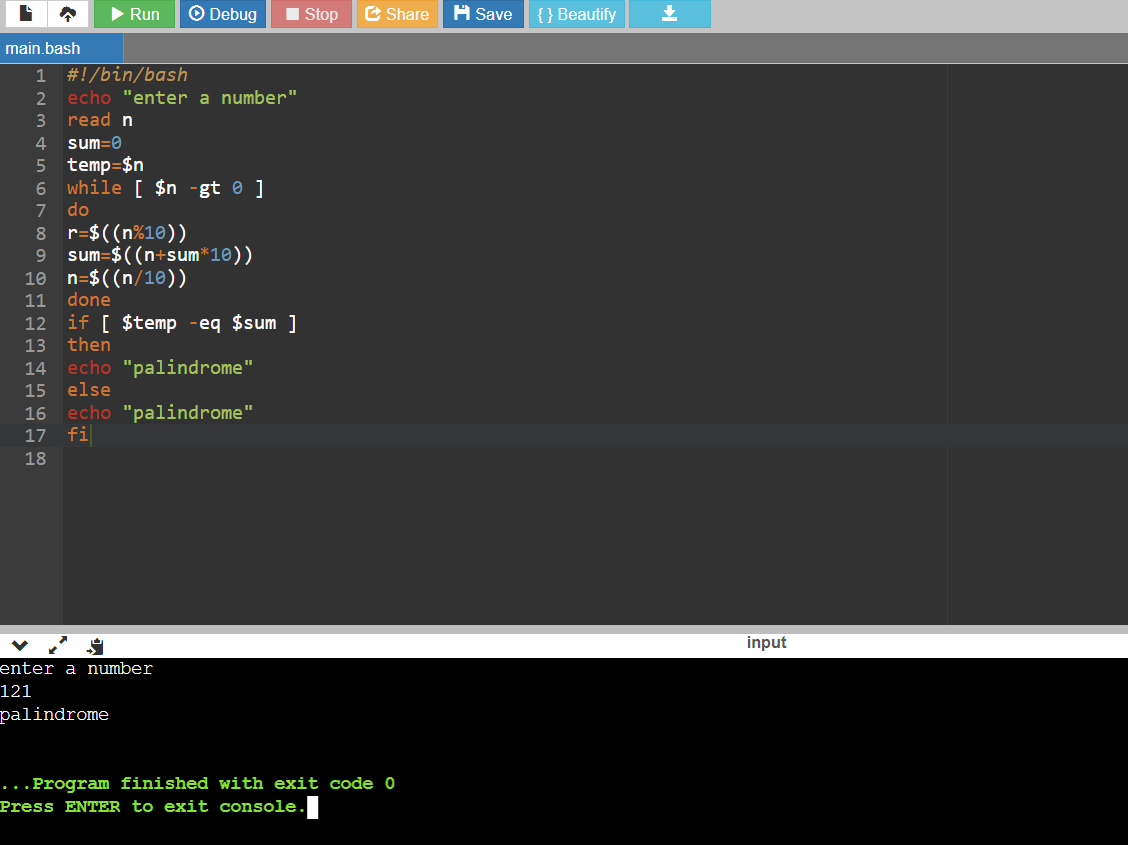 Run Debug Stop Share Save { } Beautify
main.bash
1 #!/bin/bash
2 echo "enter a number"
3 read n
4 sum=0
5 temp=$n
6 while [ $n -gt 0 ]
7 do
8 r=$((n%10))
9 sum=$((n+sum*10))
10 n=$((n/10))
11 done
12 if [ $temp -eq $sum ]
13 then
14 echo "palindrome"
15 else
16 echo "palindrome"
17 fi
18
input
enter a number
121
palindrome
...Program finished with exit code 0
Press ENTER to exit console.